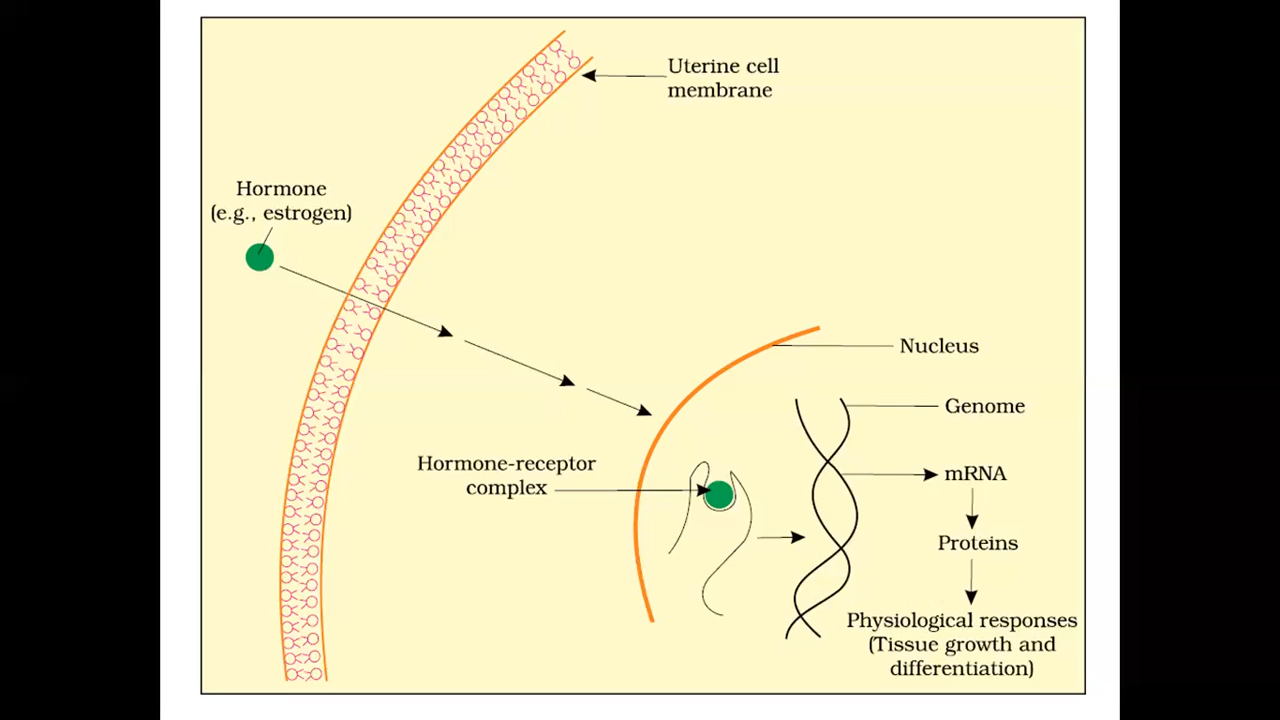 Uterine cell
membrane
Hormone
(e.g., estrogen)
Nucleus
Genome
Hormone-receptor
complex
mRNA
Proteins
Physiological responses
(Tissue growth and
differentiation)